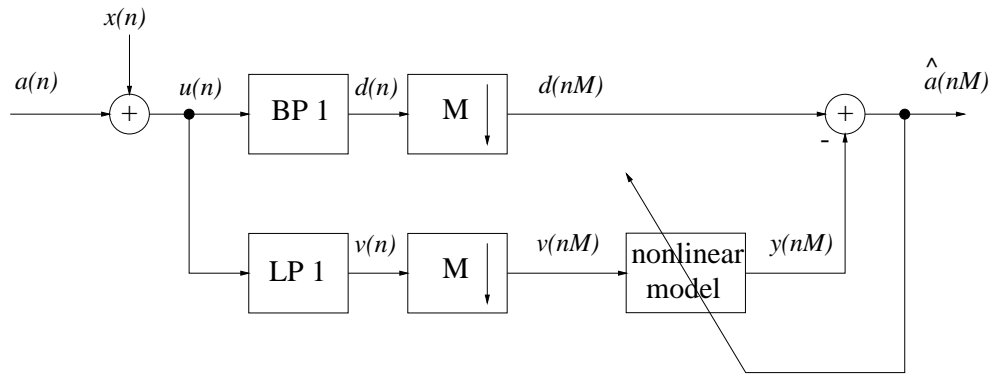 x(n)
a(n)
+
u(n)
BP 1
d(n)
M
d(nM)
+
-
^
a(nM)
LP 1
v(n)
M
v(nM)
nonlinear
model
y(nM)